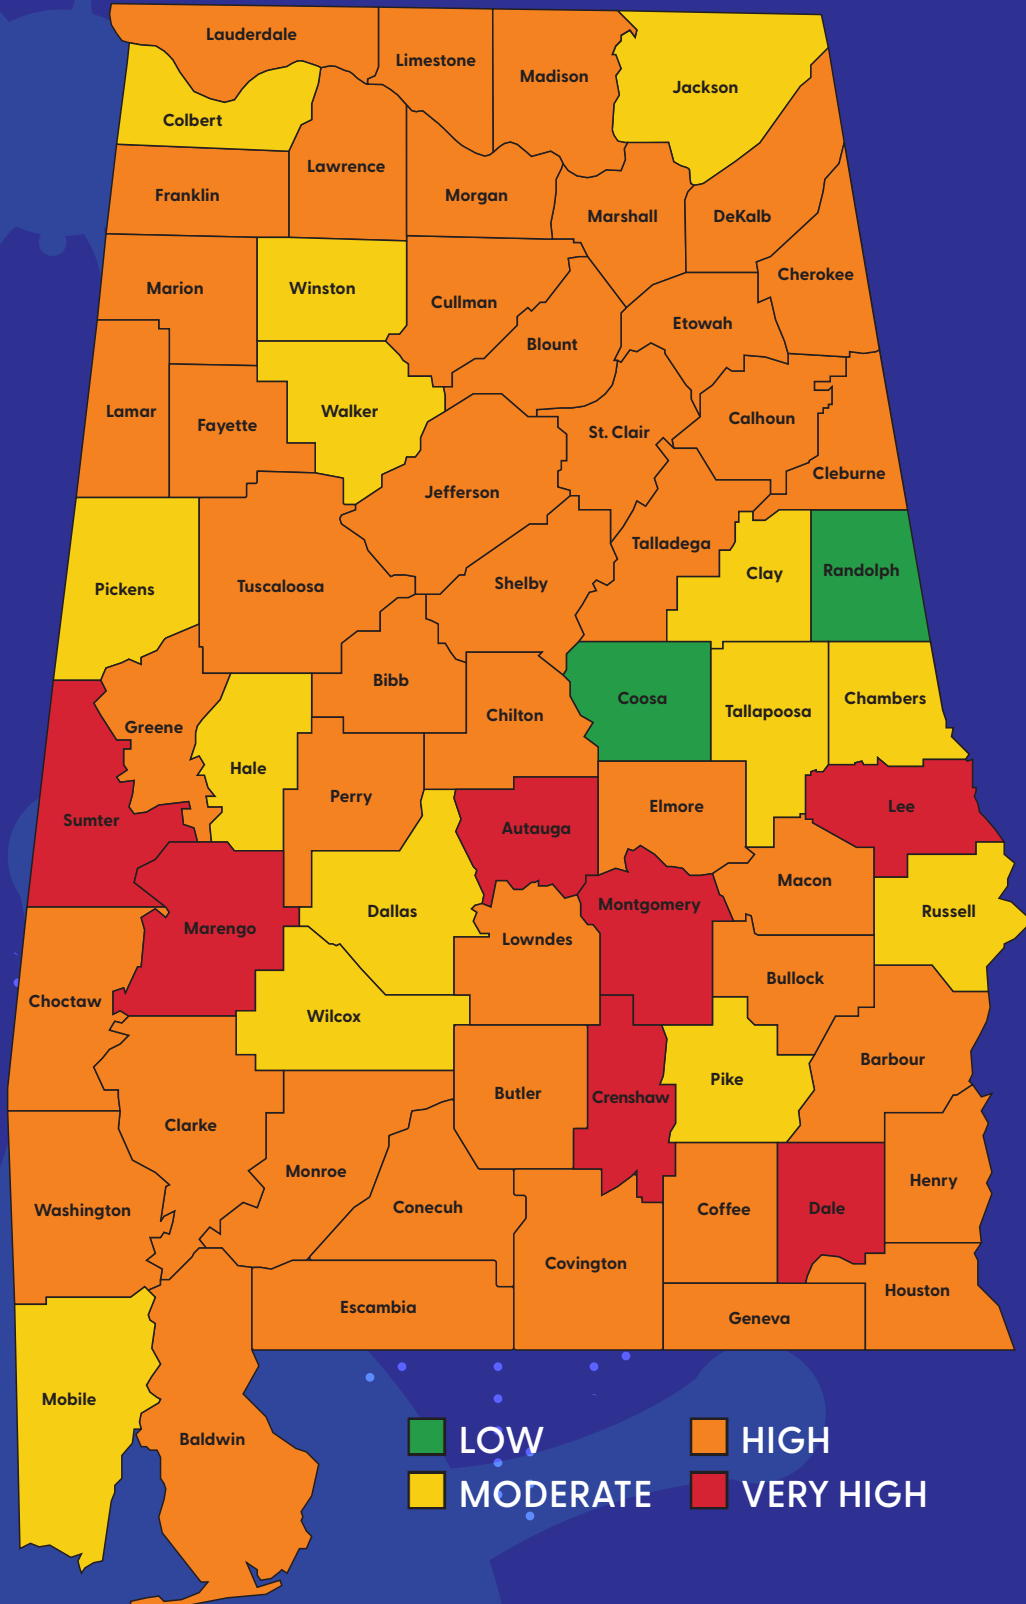 Lauderdale
Limestone
Madison
Jackson
Colbert
Lawrence
Franklin
Morgan
Marshall
DeKalb
Cherokee
Marion
Winston
Cullman
Etowah
Blount
Lamar
Fayette
Walker
St. Clair
Calhoun
Cleburne
Jefferson
Talladega
Clay
Randolph
Pickens
Tuscaloosa
Shelby
Bibb
Coosa
Tallapoosa
Chambers
Greene
Chilton
Hale
Perry
Elmore
Lee
Sumter
Autauga
Macon
Montgomery
Russell
Dallas
Marengo
Lowndes
Bullock
Choctaw
Wilcox
Barbour
Pike
Butler
Crenshaw
Clarke
Monroe
Henry
Washington
Conecuh
Coffee
Dale
Covington
Houston
Escambia
Geneva
Mobile
Baldwin
LOW
HIGH
MODERATE
VERY HIGH